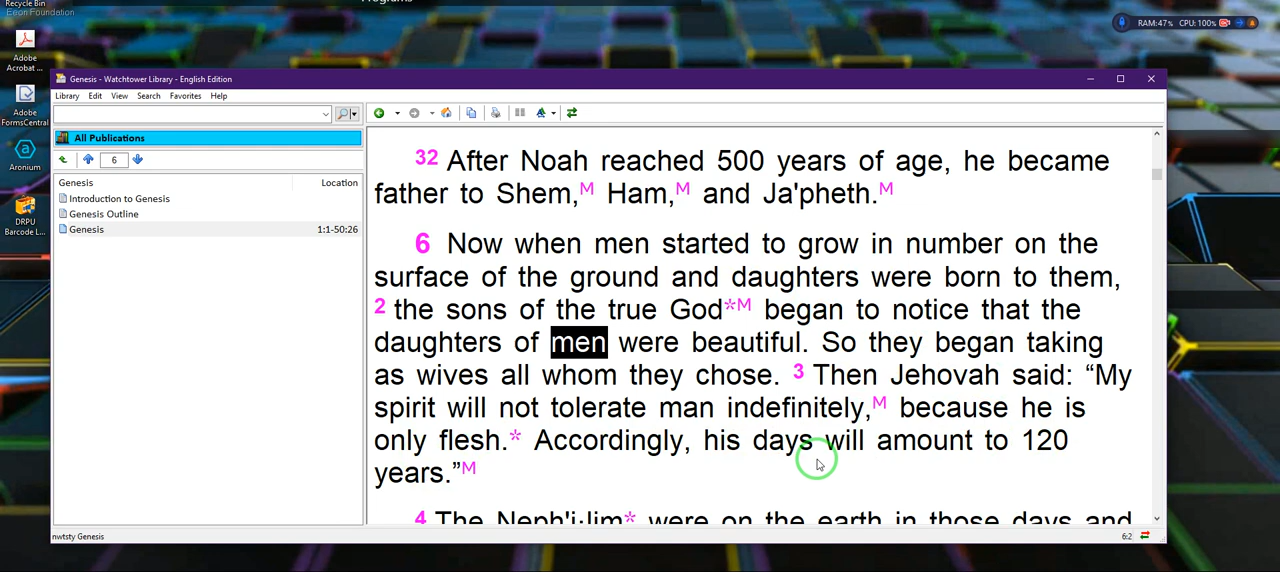 Recycle Bin
Eeon Foundation
Programs
RAM:47% CPU:100%
Adobe
Acrobat ...
Adobe
FormsCentral
Aronium
DRPU
Barcode L...
Genesis - Watchtower Library - English Edition
Library Edit View Search Favorites Help
All Publications
6
Genesis Location
Introduction to Genesis
Genesis Outline
Genesis 1:1-50:26
32 After Noah reached 500 years of age, he became
father to Shem,M Ham,M and Ja'pheth.M
6 Now when men started to grow in number on the
surface of the ground and daughters were born to them,
2 the sons of the true God*M began to notice that the
daughters of men were beautiful. So they began taking
as wives all whom they chose. 3 Then Jehovah said: “My
spirit will not tolerate man indefinitely,M because he is
only flesh.* Accordingly, his days will amount to 120
years.”M
4 The Neph'i·lim* were on the earth in those days and
nwtsty Genesis 6:2